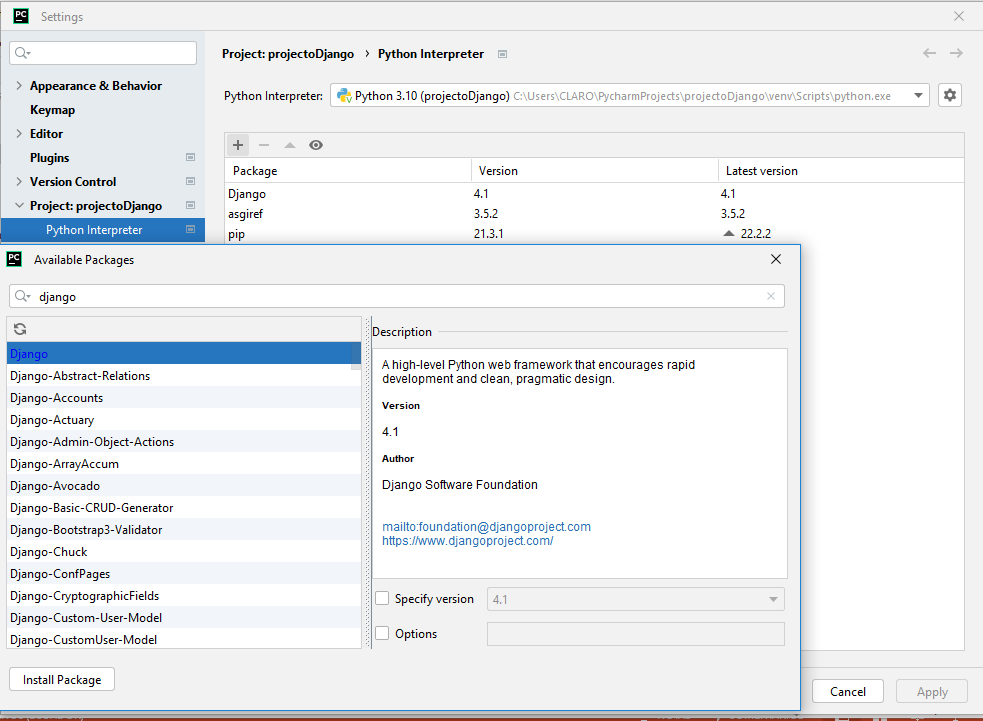 PC Settings
Appearance & Behavior
Keymap
Editor
Plugins
Version Control
Project: projectoDjango
Python Interpreter
Project: projectoDjango › Python Interpreter
Python Interpreter: Python 3.10 (projectoDjango) C:\Users\CLARO\PycharmProjects\projectoDjango\venv\Scripts\python.exe
Package Version Latest version
Django 4.1 4.1
asgiref 3.5.2 3.5.2
pip 21.3.1 22.2.2
PC Available Packages
django
Django
Django-Abstract-Relations
Django-Accounts
Django-Actuary
Django-Admin-Object-Actions
Django-ArrayAccum
Django-Avocado
Django-Basic-CRUD-Generator
Django-Bootstrap3-Validator
Django-Chuck
Django-ConfPages
Django-CryptographicFields
Django-Custom-User-Model
Django-CustomUser-Model
Description
A high-level Python web framework that encourages rapid
development and clean, pragmatic design.
Version
4.1
Author
Django Software Foundation
mailto:foundation@djangoproject.com
https://www.djangoproject.com/
Specify version 4.1
Options
Install Package
Cancel Apply